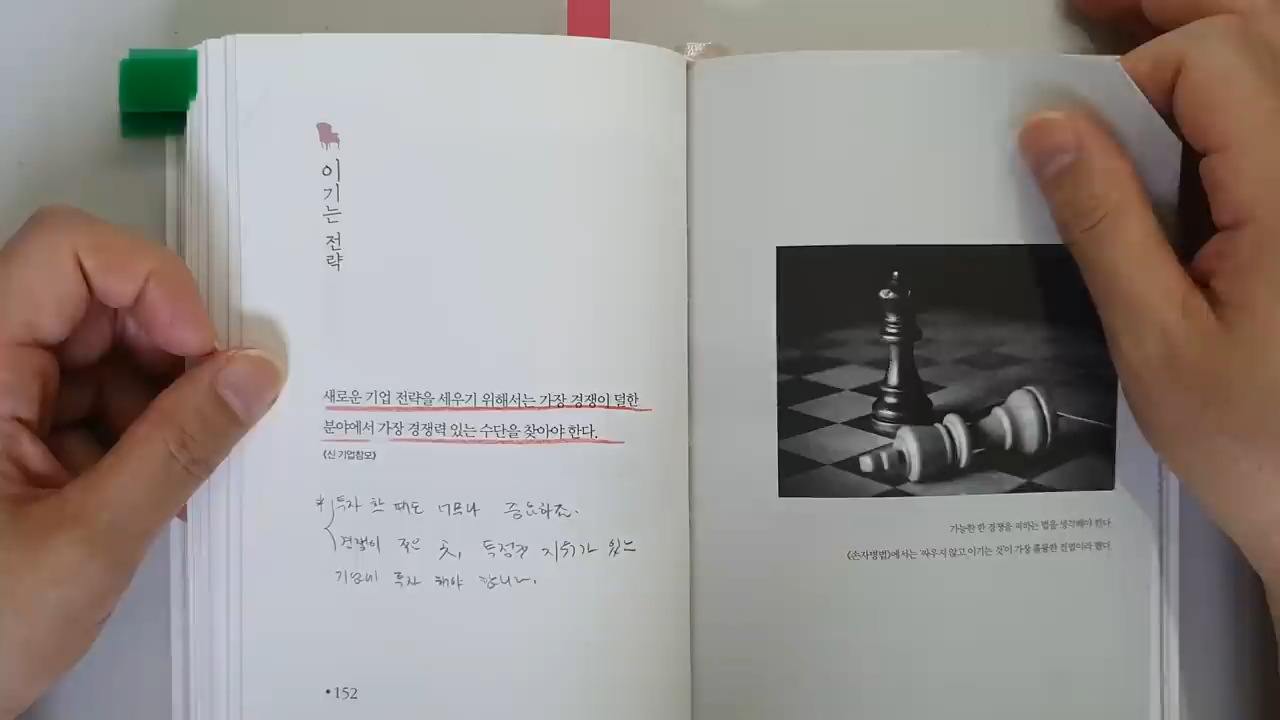 이기는 전략
새로운 기업 전략을 세우기 위해서는 가장 경쟁이 덜한
분야에서 가장 경쟁력 있는 수단을 찾아야 한다.
《신 기업참모》
* 투자 할 때도 너무나 중요하죠.
경쟁이 적은 곳, 독점적 지위가 있는
기업에 투자 해야 합니다.
•152
가능한 한 경쟁을 피하는 법을 생각해야 한다
《손자병법》에서는 '싸우지 않고 이기는 것'이 가장 훌륭한 전법이라 했다